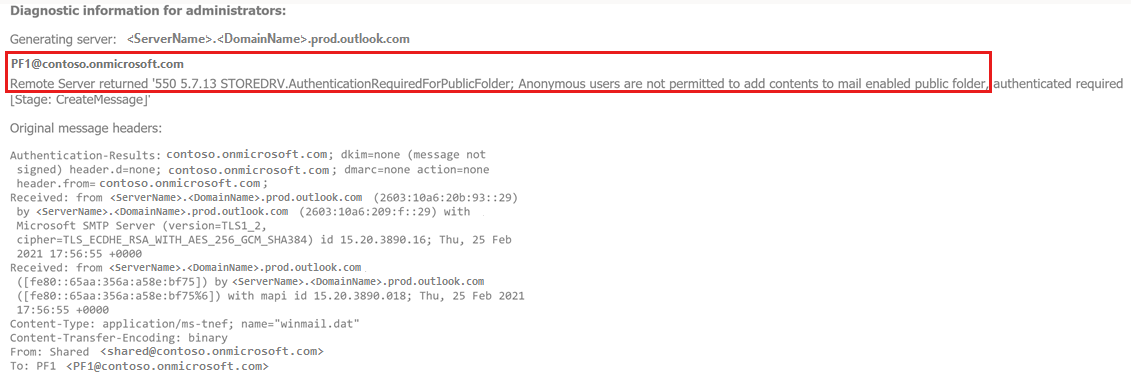 Diagnostic information for administrators:
Generating server: <ServerName>.<DomainName>.prod.outlook.com
PF1@contoso.onmicrosoft.com
Remote Server returned '550 5.7.13 STOREDRV.AuthenticationRequiredForPublicFolder; Anonymous users are not permitted to add contents to mail enabled public folder, authenticated required
[Stage: CreateMessage]'
Original message headers:
Authentication-Results: contoso.onmicrosoft.com; dkim=none (message not
signed) header.d=none; contoso.onmicrosoft.com; dmarc=none action=none
header.from= contoso.onmicrosoft.com;
Received: from <ServerName>.<DomainName>.prod.outlook.com (2603:10a6:20b:93::29)
by <ServerName>.<DomainName>.prod.outlook.com (2603:10a6:209:f::29) with
Microsoft SMTP Server (version=TLS1_2,
cipher=TLS_ECDHE_RSA_WITH_AES_256_GCM_SHA384) id 15.20.3890.16; Thu, 25 Feb
2021 17:56:55 +0000
Received: from <ServerName>.<DomainName>.prod.outlook.com
([fe80::65aa:356a:a58e:bf75]) by <ServerName>.<DomainName>.prod.outlook.com
([fe80::65aa:356a:a58e:bf75%6]) with mapi id 15.20.3890.018; Thu, 25 Feb 2021
17:56:55 +0000
Content-Type: application/ms-tnef; name="winmail.dat"
Content-Transfer-Encoding: binary
From: Shared <shared@contoso.onmicrosoft.com>
To: PF1 <PF1@contoso.onmicrosoft.com>